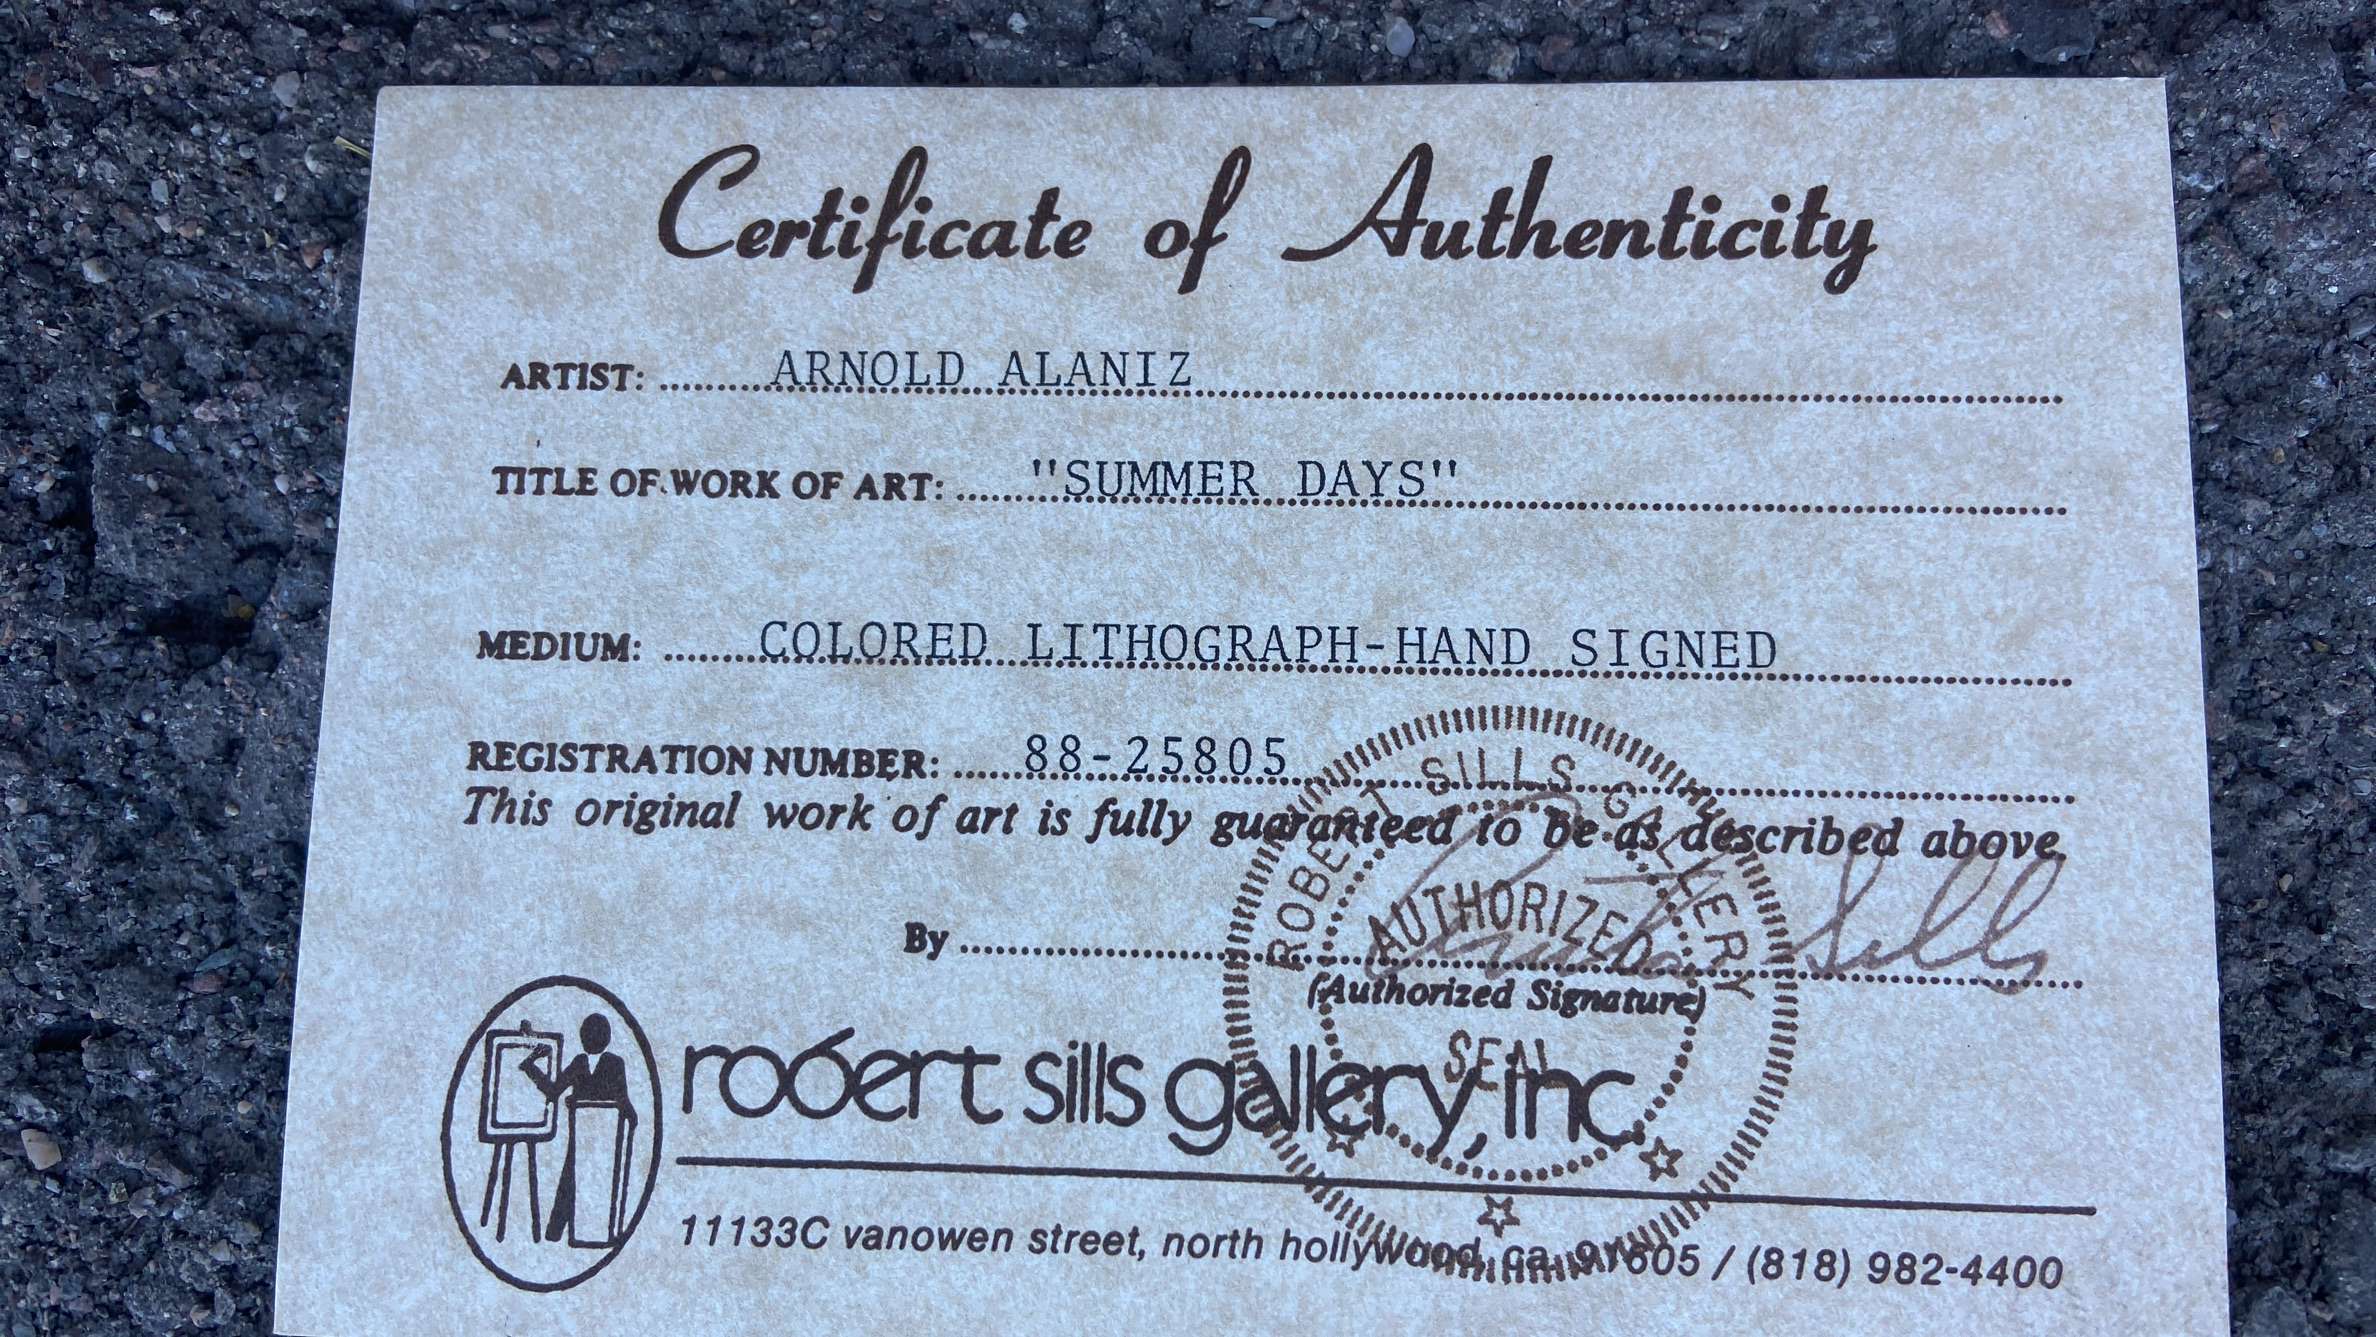 Certificate of Authenticity
ARTIST: ARNOLD ALANIZ
TITLE OF WORK OF ART: "SUMMER DAYS"
MEDIUM: COLORED LITHOGRAPH-HAND SIGNED
REGISTRATION NUMBER: 88-25805
This original work of art is fully guaranteed to be as described above.
By Sills
(Authorized Signature)
ROBERT SILLS GALLERY
AUTHORIZED
SEAL
robert sills gallery, inc.
11133C vanowen street, north hollywood, ca. 91605 / (818) 982-4400